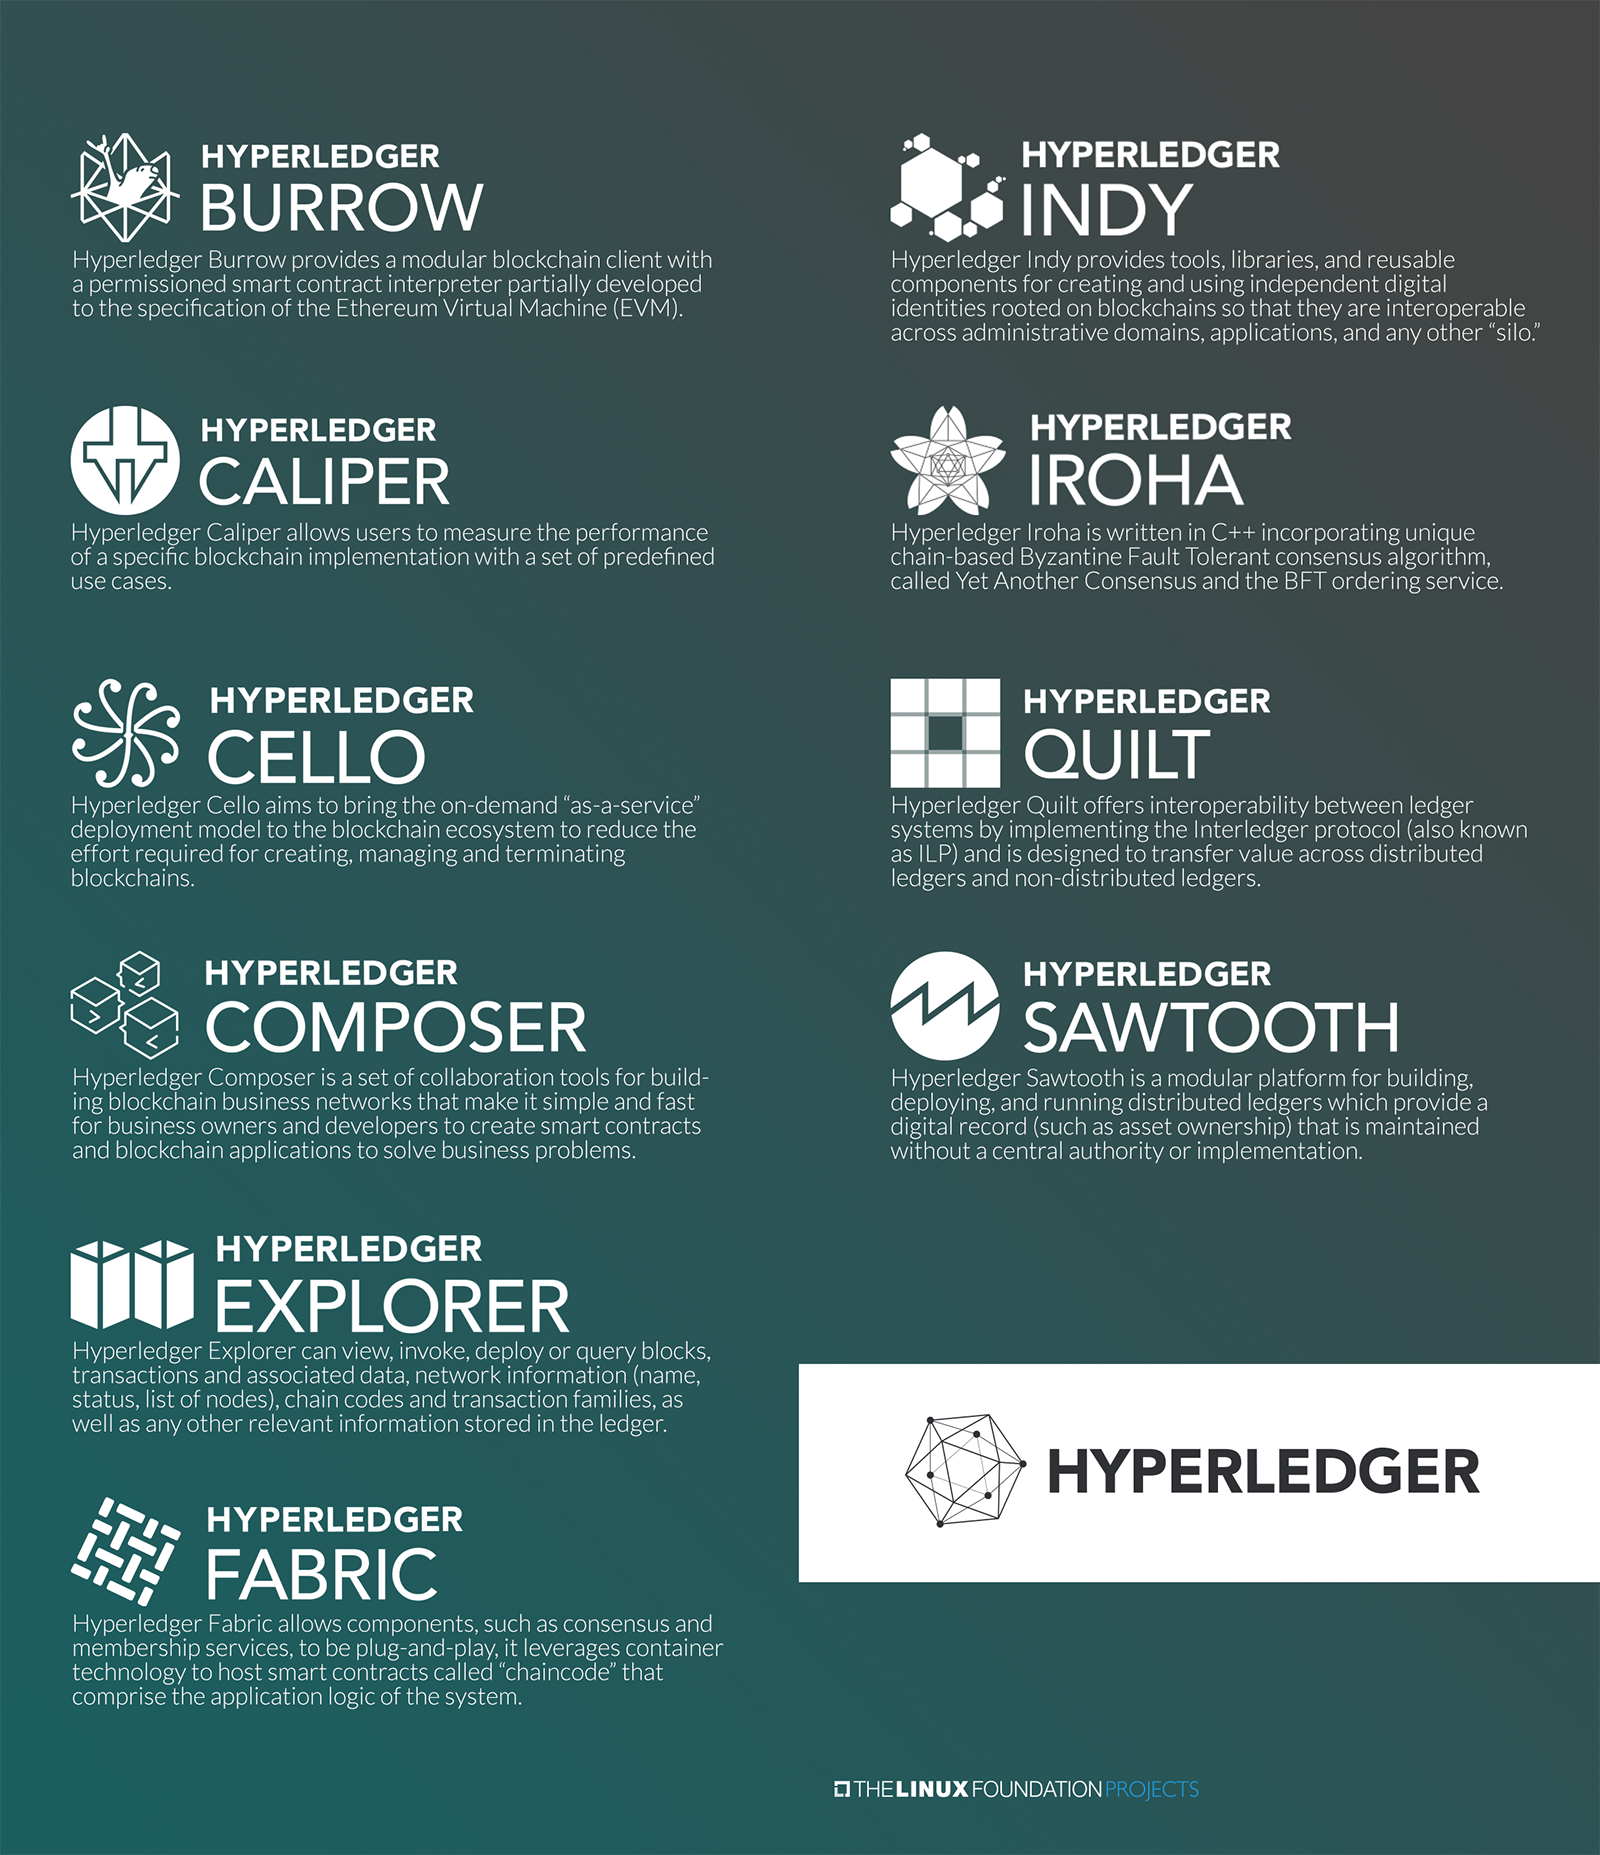 HYPERLEDGER
BURROW
Hyperledger Burrow provides a modular blockchain client with
a permissioned smart contract interpreter partially developed
to the specification of the Ethereum Virtual Machine (EVM).
HYPERLEDGER
CALIPER
Hyperledger Caliper allows users to measure the performance
of a specific blockchain implementation with a set of predefined
use cases.
HYPERLEDGER
CELLO
Hyperledger Cello aims to bring the on-demand “as-a-service”
deployment model to the blockchain ecosystem to reduce the
effort required for creating, managing and terminating
blockchains.
HYPERLEDGER
COMPOSER
Hyperledger Composer is a set of collaboration tools for build-
ing blockchain business networks that make it simple and fast
for business owners and developers to create smart contracts
and blockchain applications to solve business problems.
HYPERLEDGER
EXPLORER
Hyperledger Explorer can view, invoke, deploy or query blocks,
transactions and associated data, network information (name,
status, list of nodes), chain codes and transaction families, as
well as any other relevant information stored in the ledger.
HYPERLEDGER
FABRIC
Hyperledger Fabric allows components, such as consensus and
membership services, to be plug-and-play, it leverages container
technology to host smart contracts called “chaincode” that
comprise the application logic of the system.
HYPERLEDGER
INDY
Hyperledger Indy provides tools, libraries, and reusable
components for creating and using independent digital
identities rooted on blockchains so that they are interoperable
across administrative domains, applications, and any other “silo.”
HYPERLEDGER
IROHA
Hyperledger Iroha is written in C++ incorporating unique
chain-based Byzantine Fault Tolerant consensus algorithm,
called Yet Another Consensus and the BFT ordering service.
HYPERLEDGER
QUILT
Hyperledger Quilt offers interoperability between ledger
systems by implementing the Interledger protocol (also known
as ILP) and is designed to transfer value across distributed
ledgers and non-distributed ledgers.
HYPERLEDGER
SAWTOOTH
Hyperledger Sawtooth is a modular platform for building,
deploying, and running distributed ledgers which provide a
digital record (such as asset ownership) that is maintained
without a central authority or implementation.
HYPERLEDGER
THE LINUX FOUNDATION PROJECTS